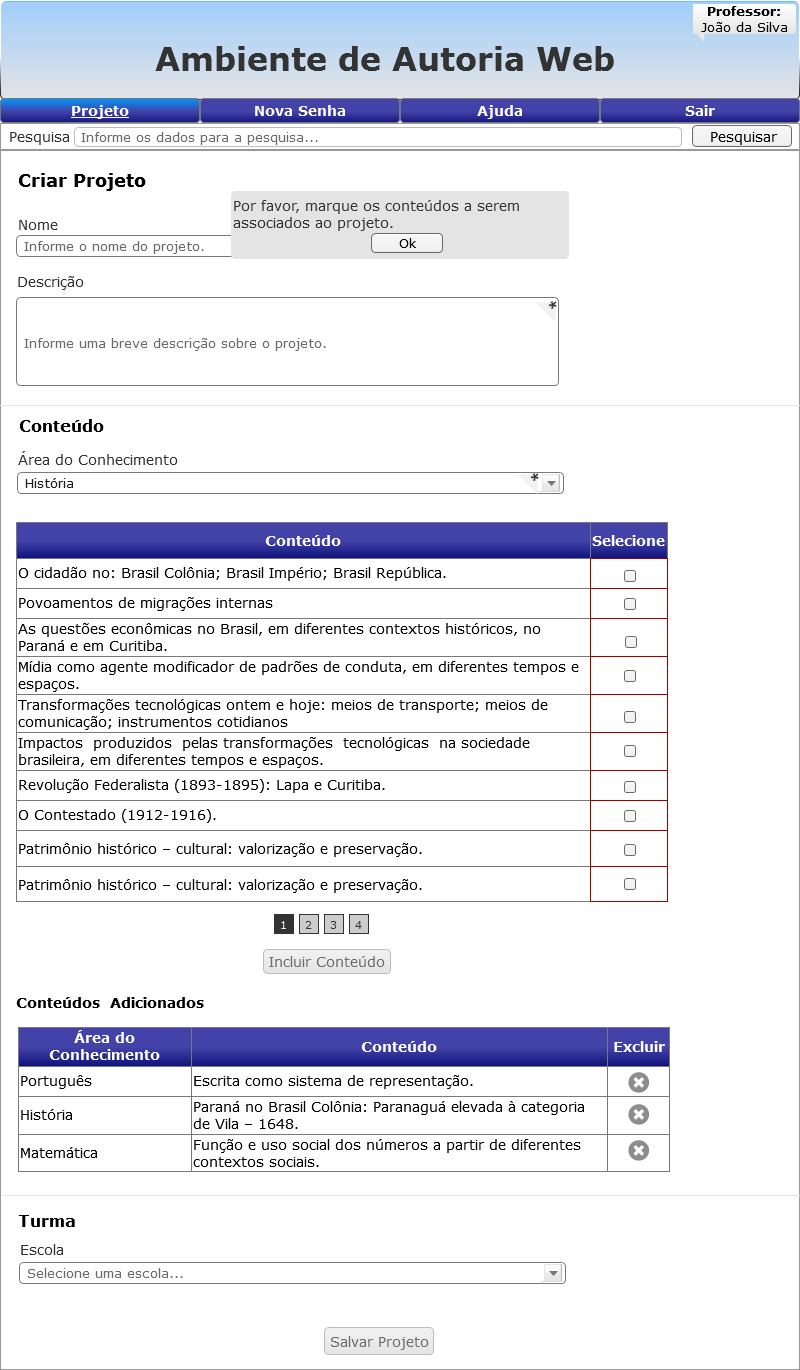 Professor:
João da Silva
Ambiente de Autoria Web
Projeto
Nova Senha
Ajuda
Sair
Pesquisa
Informe os dados para a pesquisa...
Pesquisar
Criar Projeto
Por favor, marque os conteúdos a serem
associados ao projeto.
Ok
Nome
Informe o nome do projeto.
Descrição
*
Informe uma breve descrição sobre o projeto.
Conteúdo
Área do Conhecimento
História *
Conteúdo Selecione
O cidadão no: Brasil Colônia; Brasil Império; Brasil República.
Povoamentos de migrações internas
As questões econômicas no Brasil, em diferentes contextos históricos, no
Paraná e em Curitiba.
Mídia como agente modificador de padrões de conduta, em diferentes tempos e
espaços.
Transformações tecnológicas ontem e hoje: meios de transporte; meios de
comunicação; instrumentos cotidianos
Impactos produzidos pelas transformações tecnológicas na sociedade
brasileira, em diferentes tempos e espaços.
Revolução Federalista (1893-1895): Lapa e Curitiba.
O Contestado (1912-1916).
Patrimônio histórico – cultural: valorização e preservação.
Patrimônio histórico – cultural: valorização e preservação.
1 2 3 4
Incluir Conteúdo
Conteúdos Adicionados
Área do
Conhecimento
Conteúdo
Excluir
Português
Escrita como sistema de representação.
História
Paraná no Brasil Colônia: Paranaguá elevada à categoria
de Vila – 1648.
Matemática
Função e uso social dos números a partir de diferentes
contextos sociais.
Turma
Escola
Selecione uma escola...
Salvar Projeto